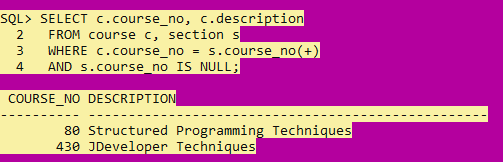 SQL> SELECT c.course_no, c.description
  2   FROM course c, section s
  3   WHERE c.course_no = s.course_no(+)
  4   AND s.course_no IS NULL;
 COURSE_NO DESCRIPTION
----------------------------------------------------------------
        80 Structured Programming Techniques
       430 JDeveloper Techniques